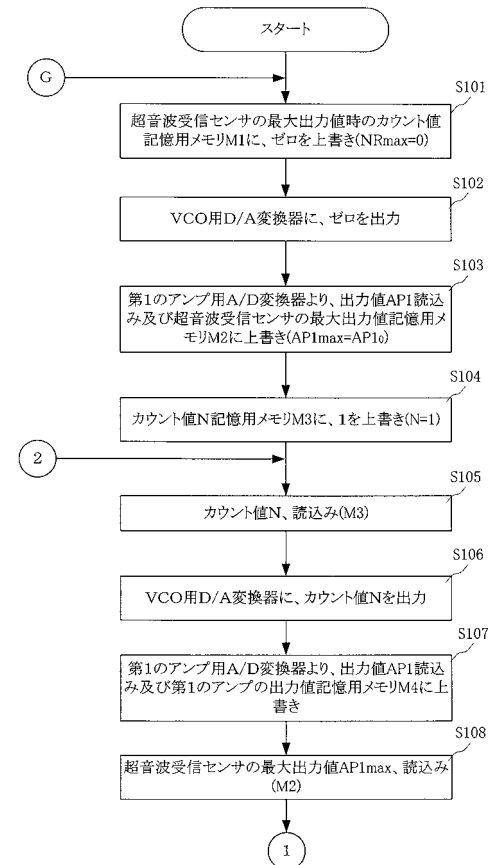 スタート
G
S101
超音波受信センサの最大出力値時のカウント値
記憶用メモリM1に、ゼロを上書き(NRmax=0)
S102
VCO用D/A変換器に、ゼロを出力
S103
第1のアンプ用A/D変換器より、出力値AP1読込
み及び超音波受信センサの最大出力値記憶用メ
モリM2に上書き(AP1max=AP1₀)
S104
カウント値N記憶用メモリM3に、1を上書き(N=1)
2
S105
カウント値N、読込み(M3)
S106
VCO用D/A変換器に、カウント値Nを出力
S107
第1のアンプ用A/D変換器より、出力値AP1読込
み及び第1のアンプの出力値記憶用メモリM4に上
書き
S108
超音波受信センサの最大出力値AP1max、読込み
(M2)
1